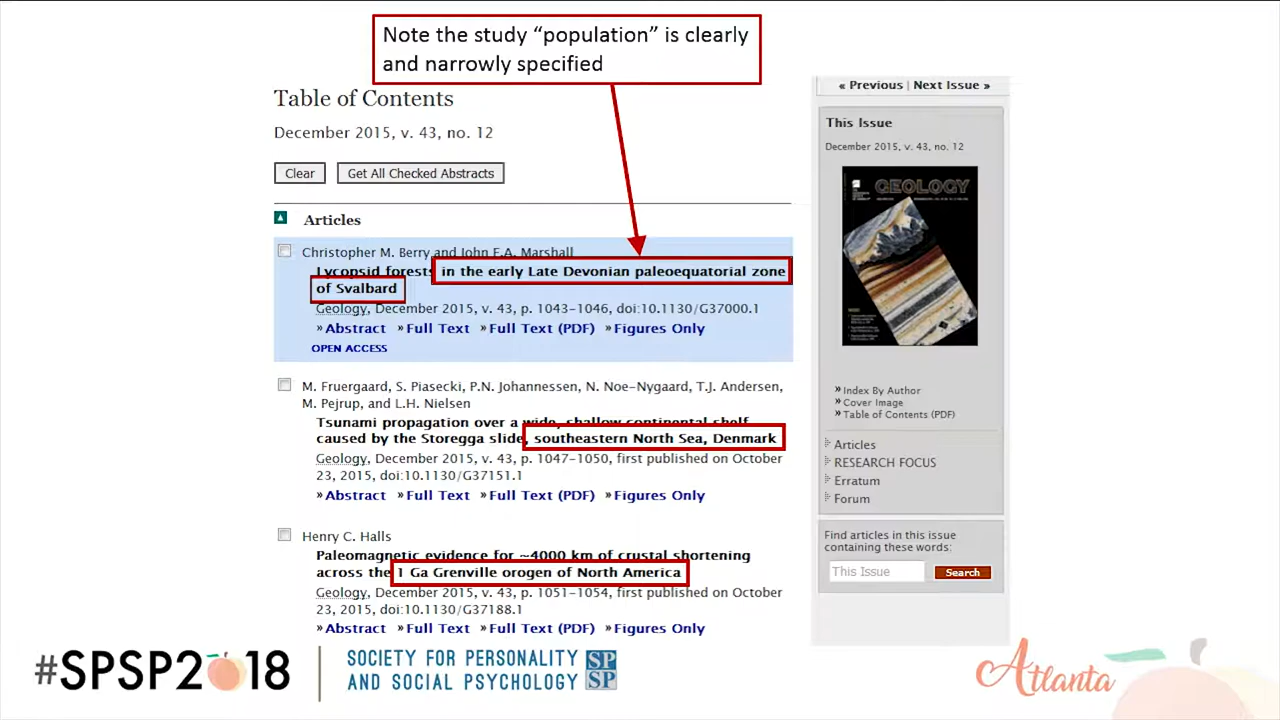 Note the study “population” is clearly
and narrowly specified
Table of Contents
December 2015, v. 43, no. 12
Clear
Get All Checked Abstracts
Articles
Christopher M. Berry and John E.A. Marshall
Lycopsid forests in the early Late Devonian paleoequatorial zone
of Svalbard
Geology, December 2015, v. 43, p. 1043-1046, doi:10.1130/G37000.1
»Abstract »Full Text »Full Text (PDF) »Figures Only
OPEN ACCESS
M. Fruergaard, S. Piasecki, P.N. Johannessen, N. Noe-Nygaard, T.J. Andersen,
M. Pejrup, and L.H. Nielsen
Tsunami propagation over a wide, shallow continental shelf
caused by the Storegga slide, southeastern North Sea, Denmark
Geology, December 2015, v. 43, p. 1047-1050, first published on October
23, 2015, doi:10.1130/G37151.1
»Abstract »Full Text »Full Text (PDF) »Figures Only
Henry C. Halls
Paleomagnetic evidence for ~4000 km of crustal shortening
across the 1 Ga Grenville orogen of North America
Geology, December 2015, v. 43, p. 1051-1054, first published on October
23, 2015, doi:10.1130/G37188.1
»Abstract »Full Text »Full Text (PDF) »Figures Only
« Previous | Next Issue »
This Issue
December 2015, v. 43, no. 12
GEOLOGY
» Index By Author
» Cover Image
» Table of Contents (PDF)
Articles
RESEARCH FOCUS
Erratum
Forum
Find articles in this issue
containing these words:
This Issue
Search
#SPSP2018
SOCIETY FOR PERSONALITY
AND SOCIAL PSYCHOLOGY
SP
SP
Atlanta